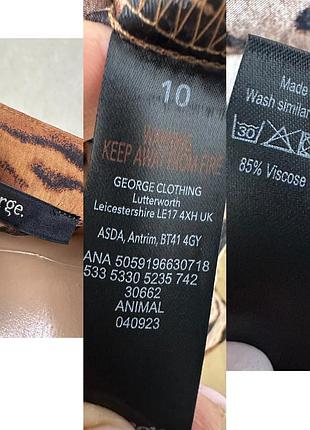 rge.
10
WARNING
KEEP AWAY FROM FIRE
GEORGE CLOTHING
Lutterworth
Leicestershire LE17 4XH UK
ASDA, Antrim, BT41 4GY
ANA 5059196630718
533 5330 5235 742
30662
ANIMAL
040923
Made
Wash similar
30
85% Viscose